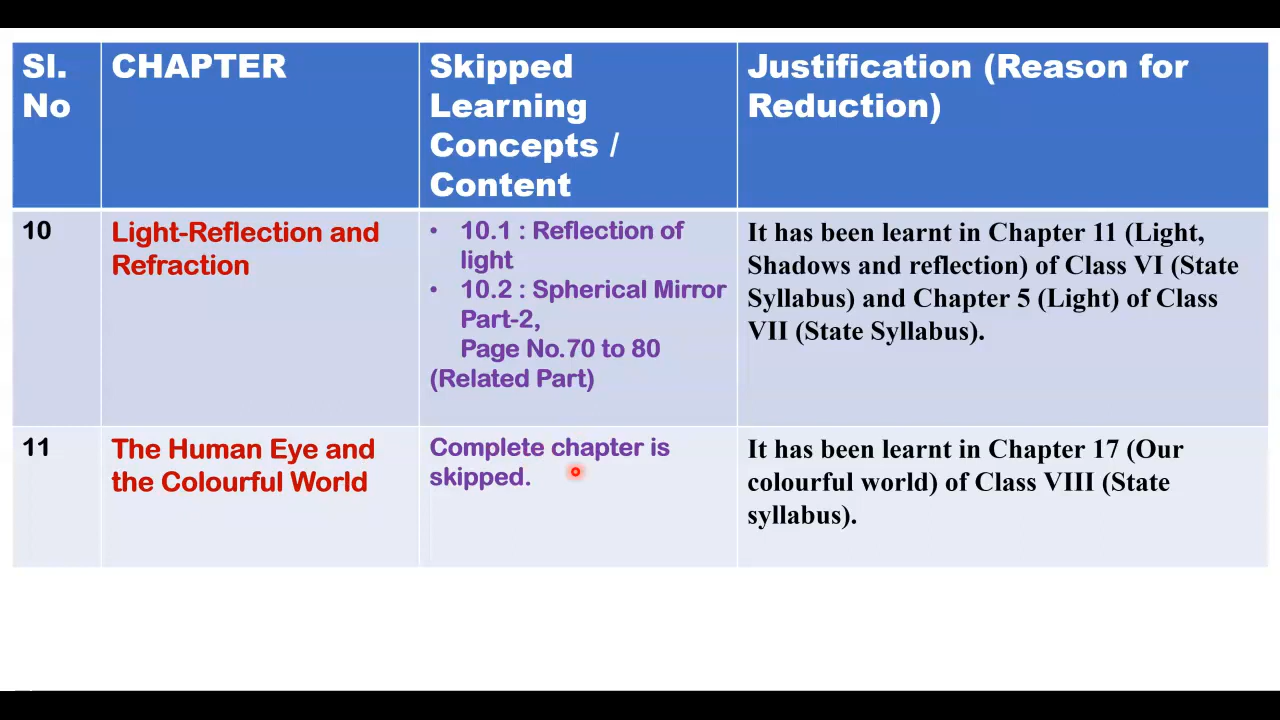 Sl. No
CHAPTER
Skipped Learning Concepts / Content
Justification (Reason for Reduction)
10
Light-Reflection and
Refraction
• 10.1 : Reflection of
light
• 10.2 : Spherical Mirror
Part-2,
Page No.70 to 80
(Related Part)
It has been learnt in Chapter 11 (Light,
Shadows and reflection) of Class VI (State
Syllabus) and Chapter 5 (Light) of Class
VII (State Syllabus).
11
The Human Eye and
the Colourful World
Complete chapter is
skipped.
It has been learnt in Chapter 17 (Our
colourful world) of Class VIII (State
syllabus).